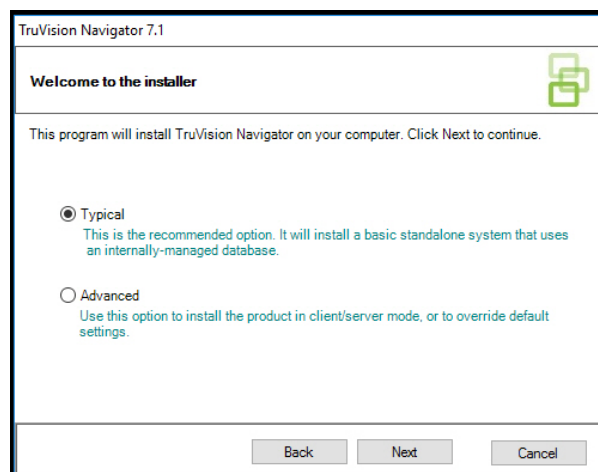 TruVision Navigator 7.1
Welcome to the installer
This program will install TruVision Navigator on your computer. Click Next to continue.
Typical
This is the recommended option. It will install a basic standalone system that uses
an internally-managed database.
Advanced
Use this option to install the product in client/server mode, or to override default
settings.
Back Next Cancel